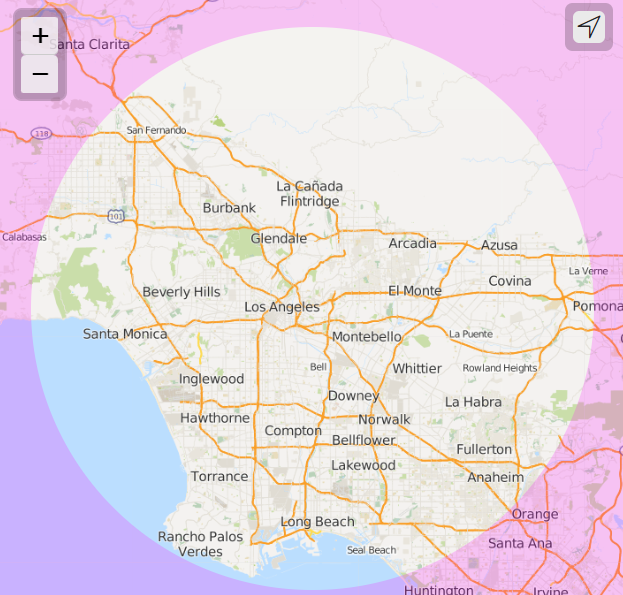 +
−
Santa Clarita
118
San Fernando
La Cañada
Flintridge
Burbank
101
Calabasas
Glendale
Arcadia
Azusa
La Verne
Covina
Beverly Hills
El Monte
Los Angeles
Pomona
Santa Monica
Montebello
La Puente
Bell
Whittier
Rowland Heights
Inglewood
Downey
La Habra
Hawthorne
Norwalk
Compton
Bellflower
Fullerton
Lakewood
Torrance
Anaheim
Orange
Long Beach
Rancho Palos
Verdes
Santa Ana
Seal Beach
Huntington
Irvine